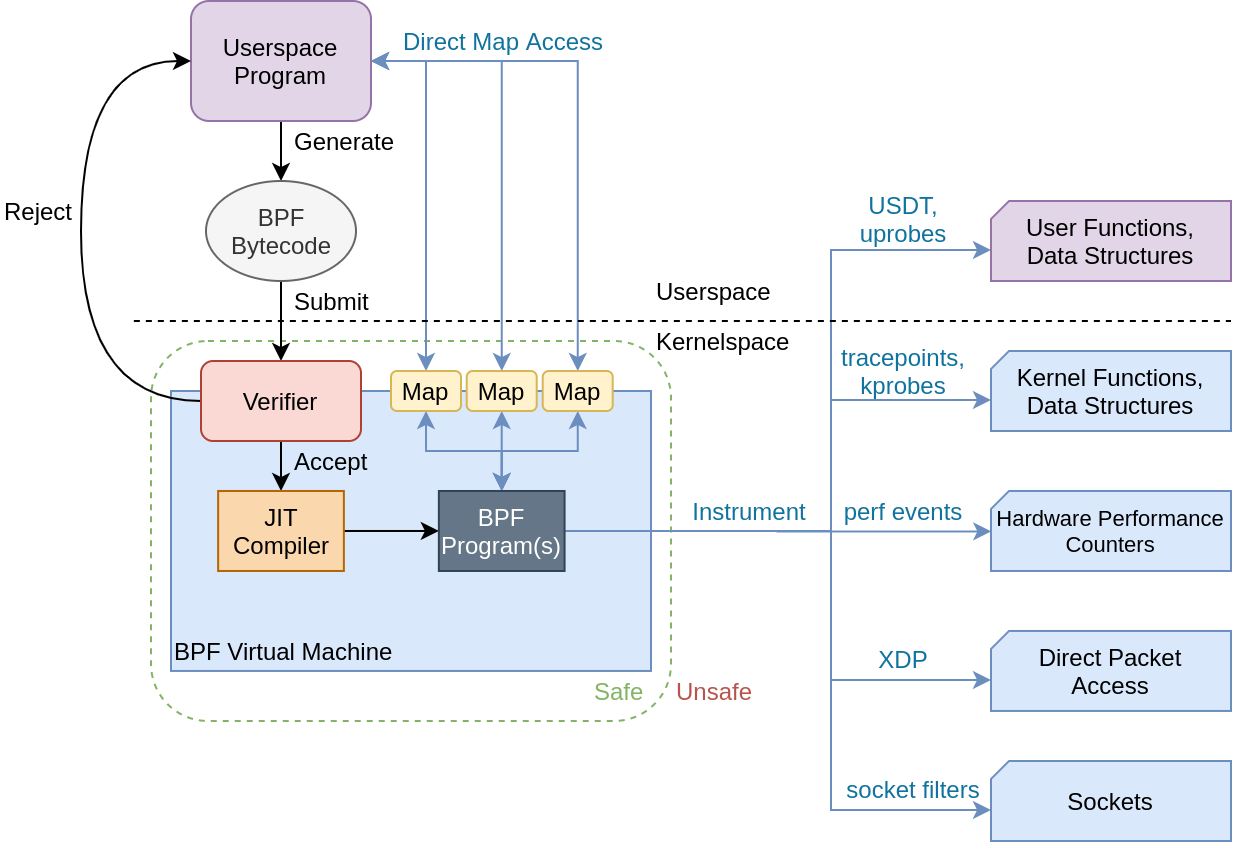 Userspace
Program
Direct Map Access
Generate
Reject
BPF
Bytecode
Submit
Userspace
Kernelspace
USDT,
uprobes
User Functions,
Data Structures
Verifier
Map
Map
Map
tracepoints,
kprobes
Kernel Functions,
Data Structures
Accept
JIT
Compiler
BPF
Program(s)
Instrument
perf events
Hardware Performance
Counters
BPF Virtual Machine
Safe
Unsafe
XDP
Direct Packet
Access
socket filters
Sockets